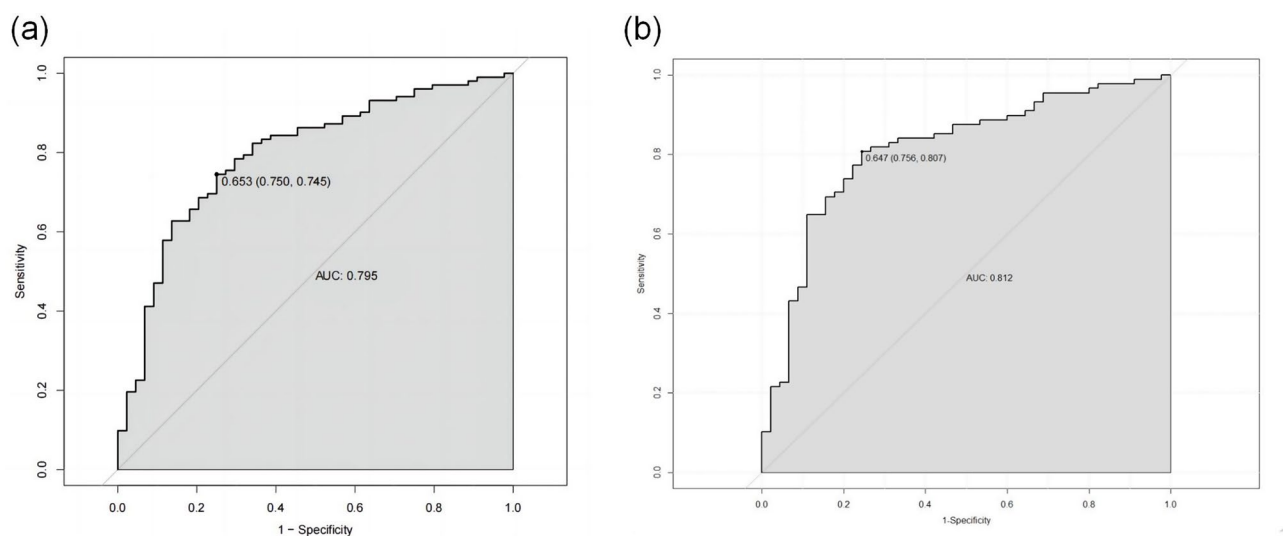 (a)
1.0
0.8
0.6
0.4
0.2
0.0
Sensitivity
0.653 (0.750, 0.745)
AUC: 0.795
0.0 0.2 0.4 0.6 0.8 1.0
1 − Specificity
(b)
1.0
0.8
0.6
0.4
0.2
0.0
Sensitivity
0.647 (0.756, 0.807)
AUC: 0.812
0.0 0.2 0.4 0.6 0.8 1.0
1-Specificity